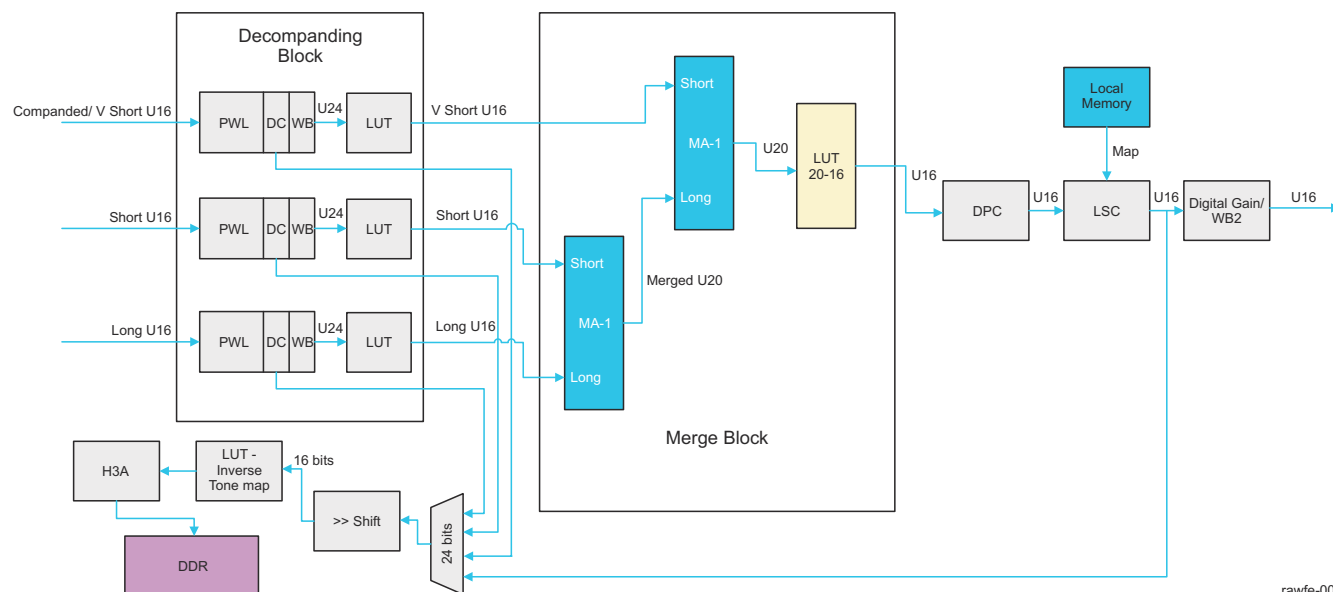 Decompanding
Block
Companded/ V Short U16
PWL
DC
WB
U24
LUT
V Short U16
Short U16
PWL
DC
WB
U24
LUT
Short U16
Long U16
PWL
DC
WB
U24
LUT
Long U16
Short
MA-1
Long
Short
MA-1
Long
Merged U20
U20
LUT
20-16
Merge Block
U16
DPC
U16
Local
Memory
Map
LSC
U16
Digital Gain/
WB2
U16
H3A
LUT -
Inverse
Tone map
16 bits
>> Shift
24 bits
DDR
rawfe-00